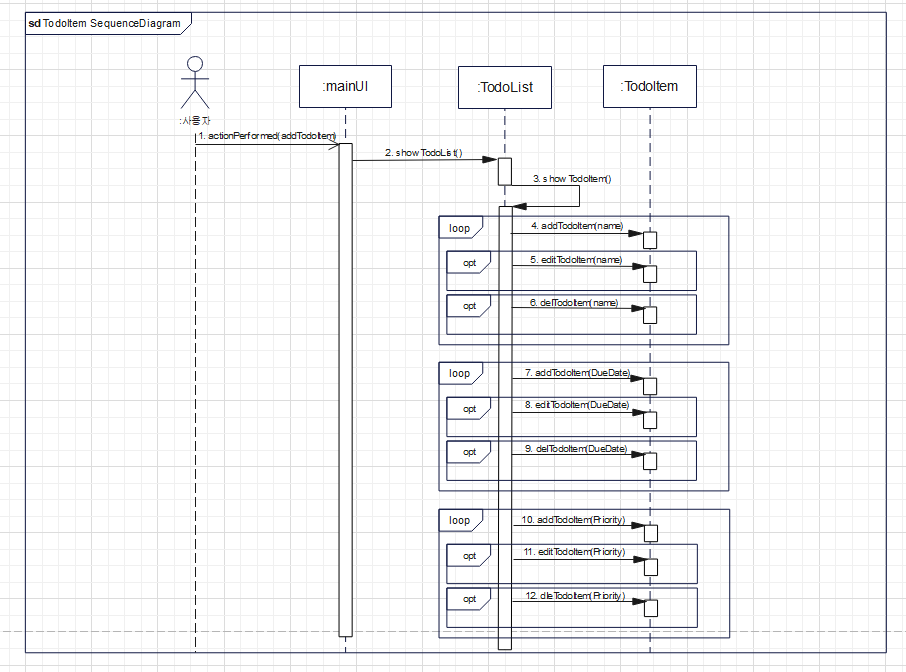 sd TodoItem SequenceDiagram
:mainUI
:TodoList
:TodoItem
:사용자
1. actionPerformed(addTodoItem)
2. show TodoList()
3. show TodoItem()
loop
4. addTodoItem(name)
opt
5. editTodoItem(name)
opt
6. delTodoItem(name)
loop
7. addTodoItem(DueDate)
opt
8. editTodoItem(DueDate)
opt
9. delTodoItem(DueDate)
loop
10. addTodoItem(Priority)
opt
11. editTodoItem(Priority)
opt
12. dleTodoItem(Priority)